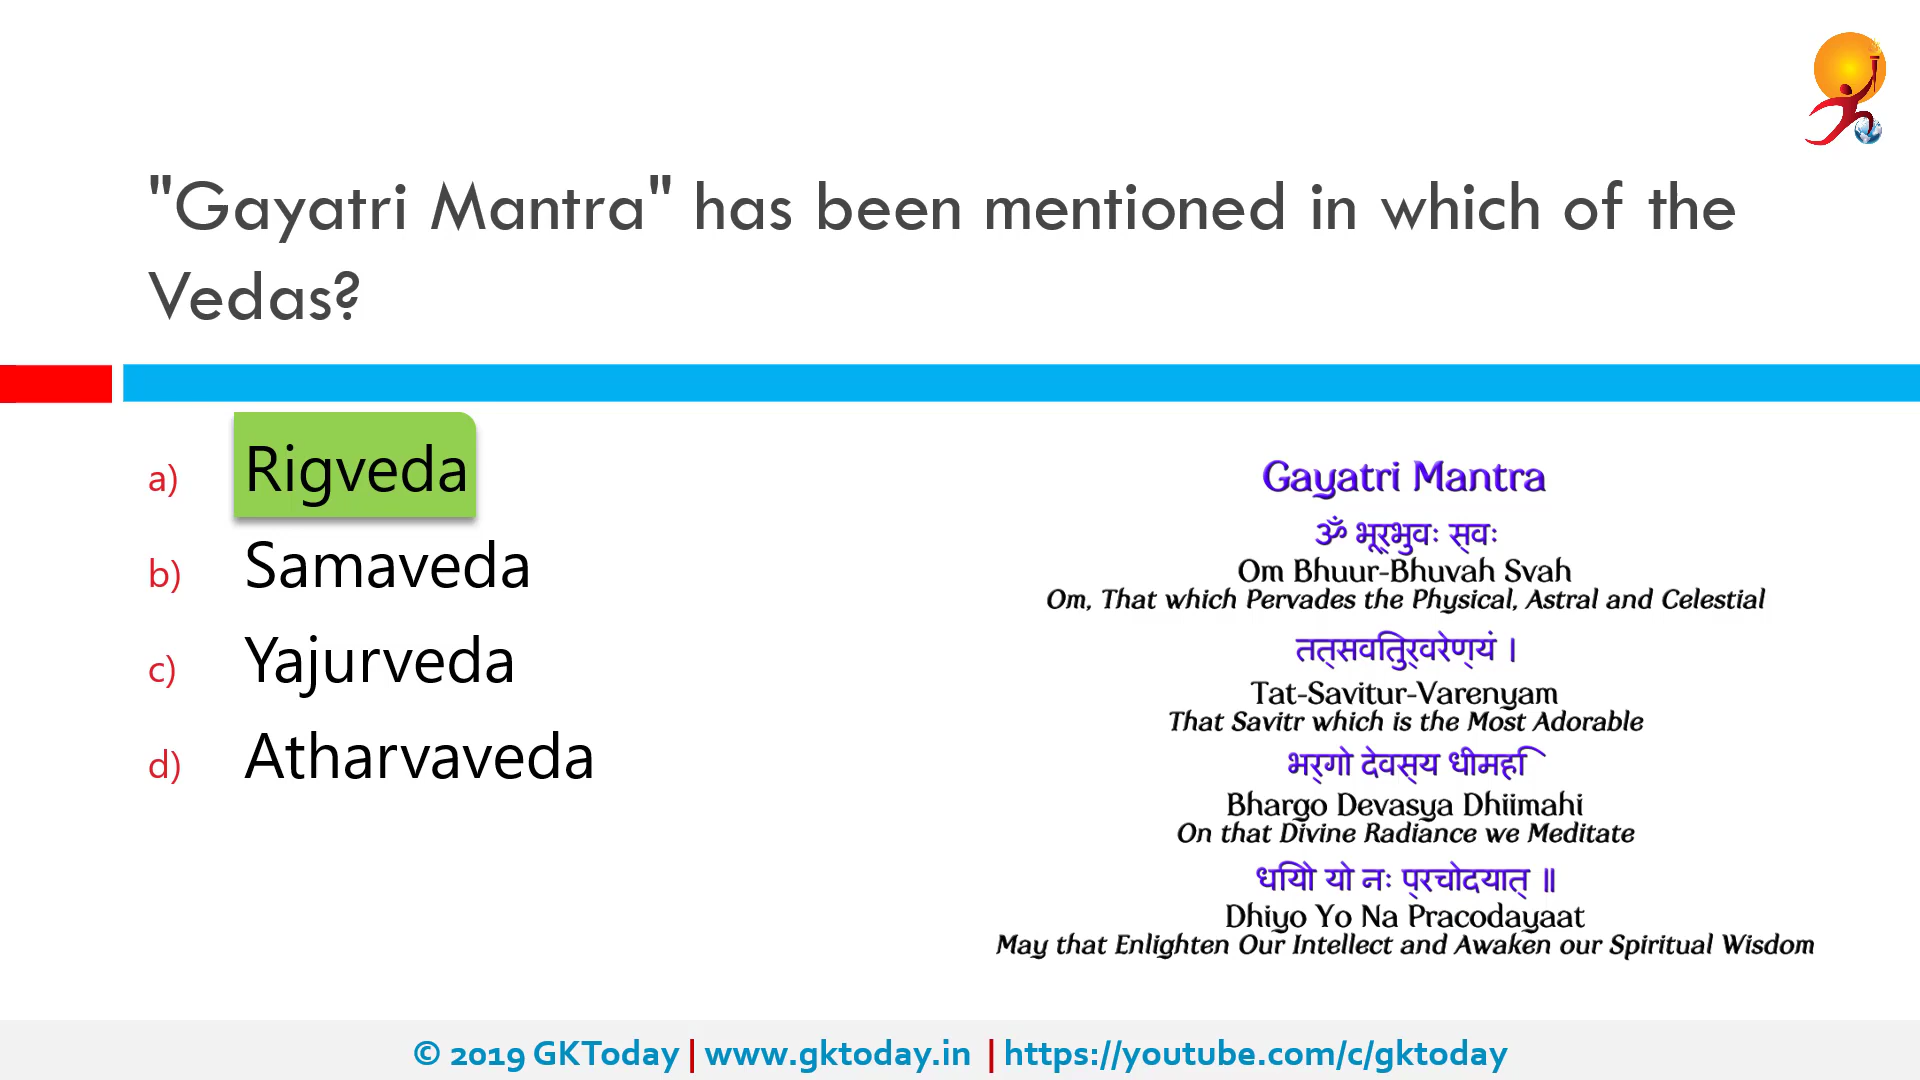 "Gayatri Mantra" has been mentioned in which of the
Vedas?
a) Rigveda
b) Samaveda
c) Yajurveda
d) Atharvaveda
Gayatri Mantra
ॐ भूर्‌भुवः स्‌वः
Om Bhuur-Bhuvah Svah
Om, That which Pervades the Physical, Astral and Celestial
तत्‌सवतिुर्‌वरेण्‌यं ।
Tat-Savitur-Varenyam
That Savitr which is the Most Adorable
भर्‌गो देवस्‌य धीमहि
Bhargo Devasya Dhiimahi
On that Divine Radiance we Meditate
धयिो यो नः प्‌रचोदयात् ॥
Dhiyo Yo Na Pracodayaat
May that Enlighten Our Intellect and Awaken our Spiritual Wisdom
© 2019 GKToday | www.gktoday.in | https://youtube.com/c/gktoday